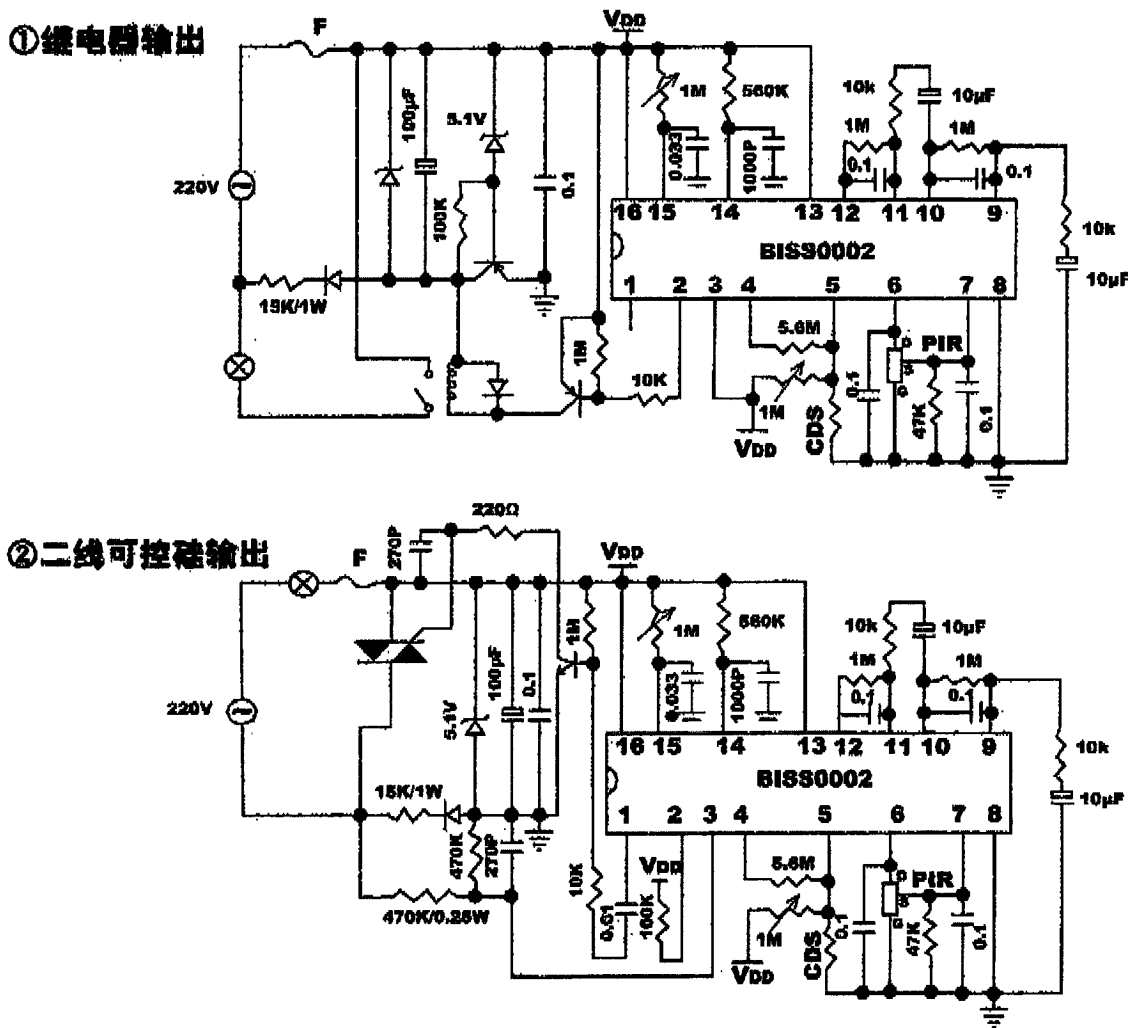 ①继电器输出
F
VDD
220V
100μF
5.1V
100K
0.1
1M
0.033
560K
1000P
10k
10μF
1M
1M
0.1
0.1
10k
10μF
16 15 14 13 12 11 10 9
BISS0002
1 2 3 4 5 6 7 8
15K/1W
1M
10K
5.6M
1M
VDD
CDS
0.1
D
S
G
PIR
47K
0.1
②二线可控硅输出
F
270P
220Ω
VDD
220V
5.1V
100μF
0.1
1M
1M
0.033
560K
1000P
10k
10μF
1M
1M
0.1
0.1
10k
10μF
16 15 14 13 12 11 10 9
BISS0002
1 2 3 4 5 6 7 8
15K/1W
470K
270P
470K/0.25W
10K
0.01
VDD
100K
5.6M
1M
VDD
CDS
0.1
D
S
G
PIR
47K
0.1